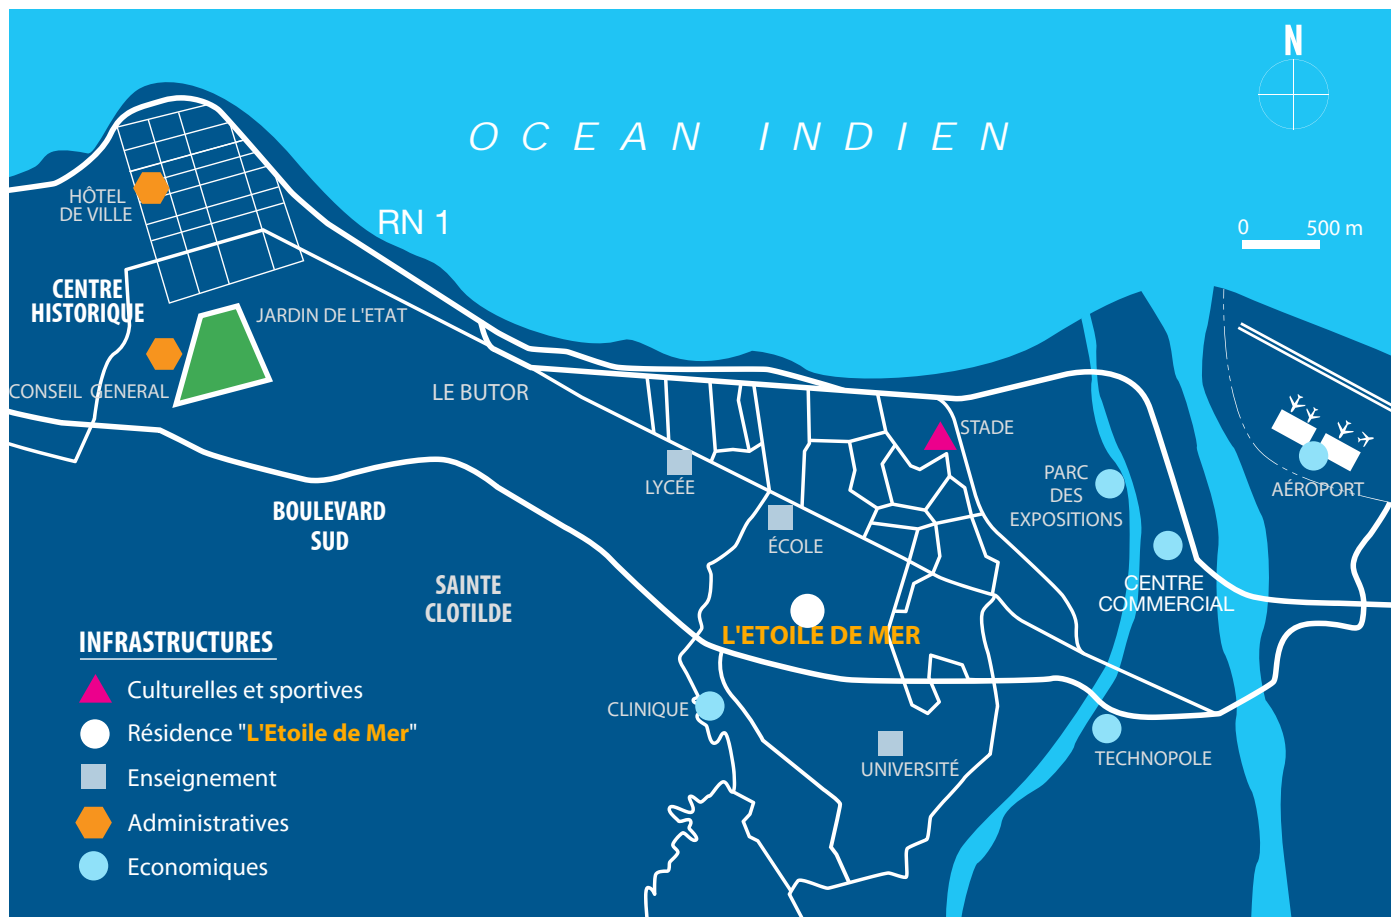 N
OCEAN INDIEN
HÔTEL
DE VILLE
RN 1
0 500 m
CENTRE
HISTORIQUE
JARDIN DE L'ETAT
CONSEIL GENERAL
LE BUTOR
STADE
LYCÉE
PARC
DES
EXPOSITIONS
AÉROPORT
BOULEVARD
SUD
ÉCOLE
SAINTE
CLOTILDE
CENTRE
COMMERCIAL
L'ETOILE DE MER
INFRASTRUCTURES
Culturelles et sportives
Résidence "L'Etoile de Mer"
Enseignement
Administratives
Economiques
CLINIQUE
UNIVERSITÉ
TECHNOPOLE